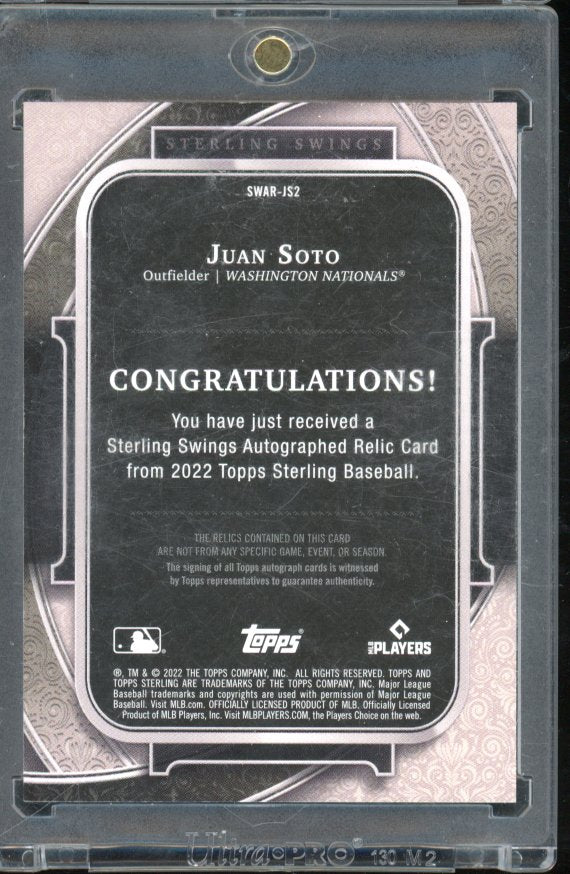 STERLING SWINGS
SWAR-JS2
JUAN SOTO
Outfielder | WASHINGTON NATIONALS®
CONGRATULATIONS!
You have just received a
Sterling Swings Autographed Relic Card
from 2022 Topps Sterling Baseball.
THE RELICS CONTAINED ON THIS CARD
ARE NOT FROM ANY SPECIFIC GAME, EVENT, OR SEASON.
The signing of all Topps autograph cards is witnessed
by Topps representatives to guarantee authenticity.
topps®
MLB PLAYERS
®, TM & © 2022 THE TOPPS COMPANY, INC. ALL RIGHTS RESERVED. TOPPS AND
TOPPS STERLING ARE TRADEMARKS OF THE TOPPS COMPANY, INC. Major League
Baseball trademarks and copyrights are used with permission of Major League
Baseball. Visit MLB.com. OFFICIALLY LICENSED PRODUCT OF MLB. Officially Licensed
Product of MLB Players, Inc. Visit MLBPLAYERS.COM, the Players Choice on the web.
Ultra•PRO® 130 M2